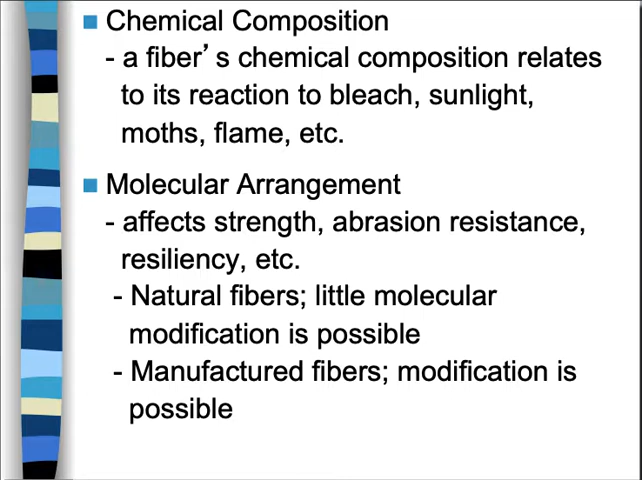 Chemical Composition
- a fiber’s chemical composition relates
to its reaction to bleach, sunlight,
moths, flame, etc.
Molecular Arrangement
- affects strength, abrasion resistance,
resiliency, etc.
- Natural fibers; little molecular
modification is possible
- Manufactured fibers; modification is
possible